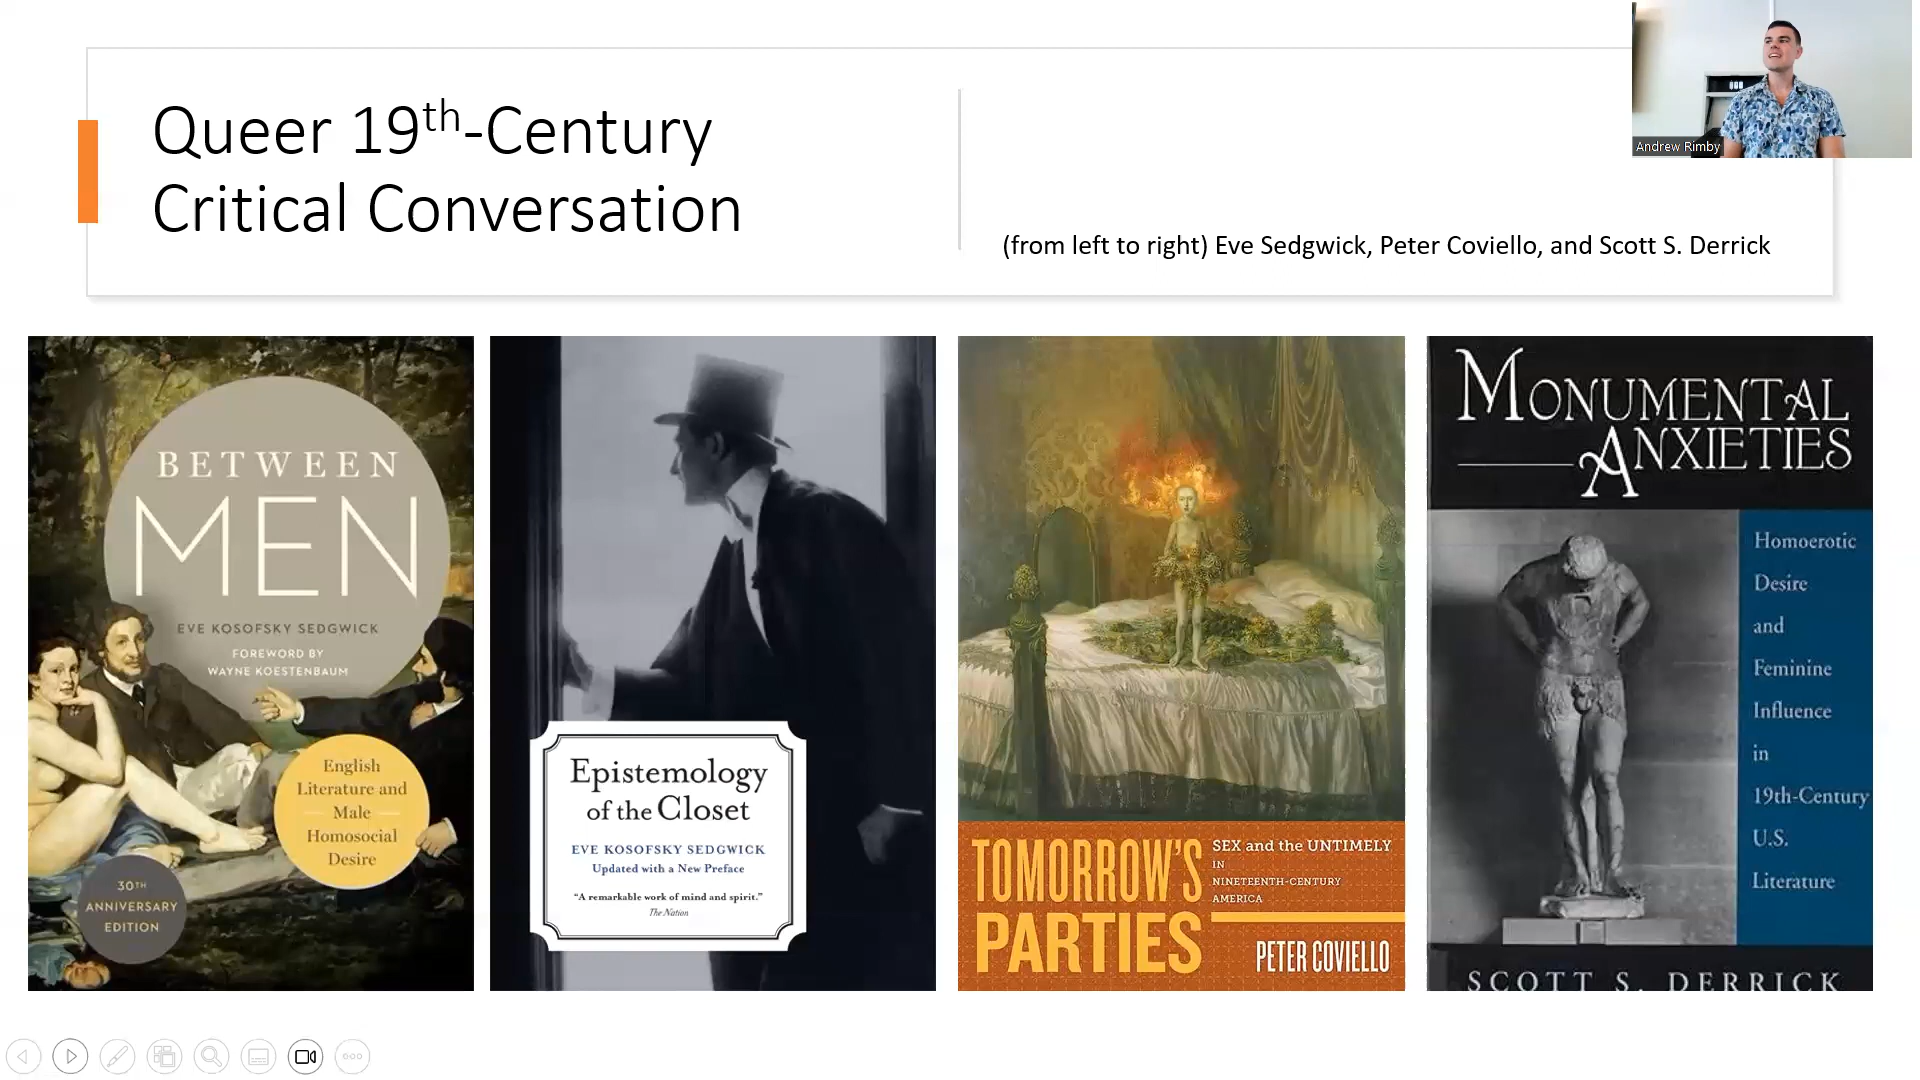 Queer 19th-Century
Critical Conversation
(from left to right) Eve Sedgwick, Peter Coviello, and Scott S. Derrick
Andrew Rimby
BETWEEN
MEN
EVE KOSOFSKY SEDGWICK
FOREWORD BY
WAYNE KOESTENBAUM
English
Literature and
Male
Homosocial
Desire
30TH
ANNIVERSARY
EDITION
Epistemology
of the Closet
EVE KOSOFSKY SEDGWICK
Updated with a New Preface
“A remarkable work of mind and spirit.”
The Nation
TOMORROW'S
PARTIES
SEX and the UNTIMELY
IN
NINETEENTH-CENTURY
AMERICA
PETER COVIELLO
MONUMENTAL
ANXIETIES
Homoerotic
Desire
and
Feminine
Influence
in
19th-Century
U.S.
Literature
SCOTT S. DERRICK